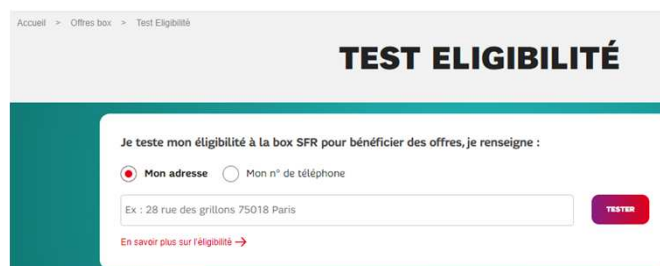 Accueil > Offres box > Test Eligibilité
TEST ELIGIBILITÉ
Je teste mon éligibilité à la box SFR pour bénéficier des offres, je renseigne :
Mon adresse Mon n° de téléphone
Ex : 28 rue des grillons 75018 Paris TESTER
En savoir plus sur l'éligibilité →